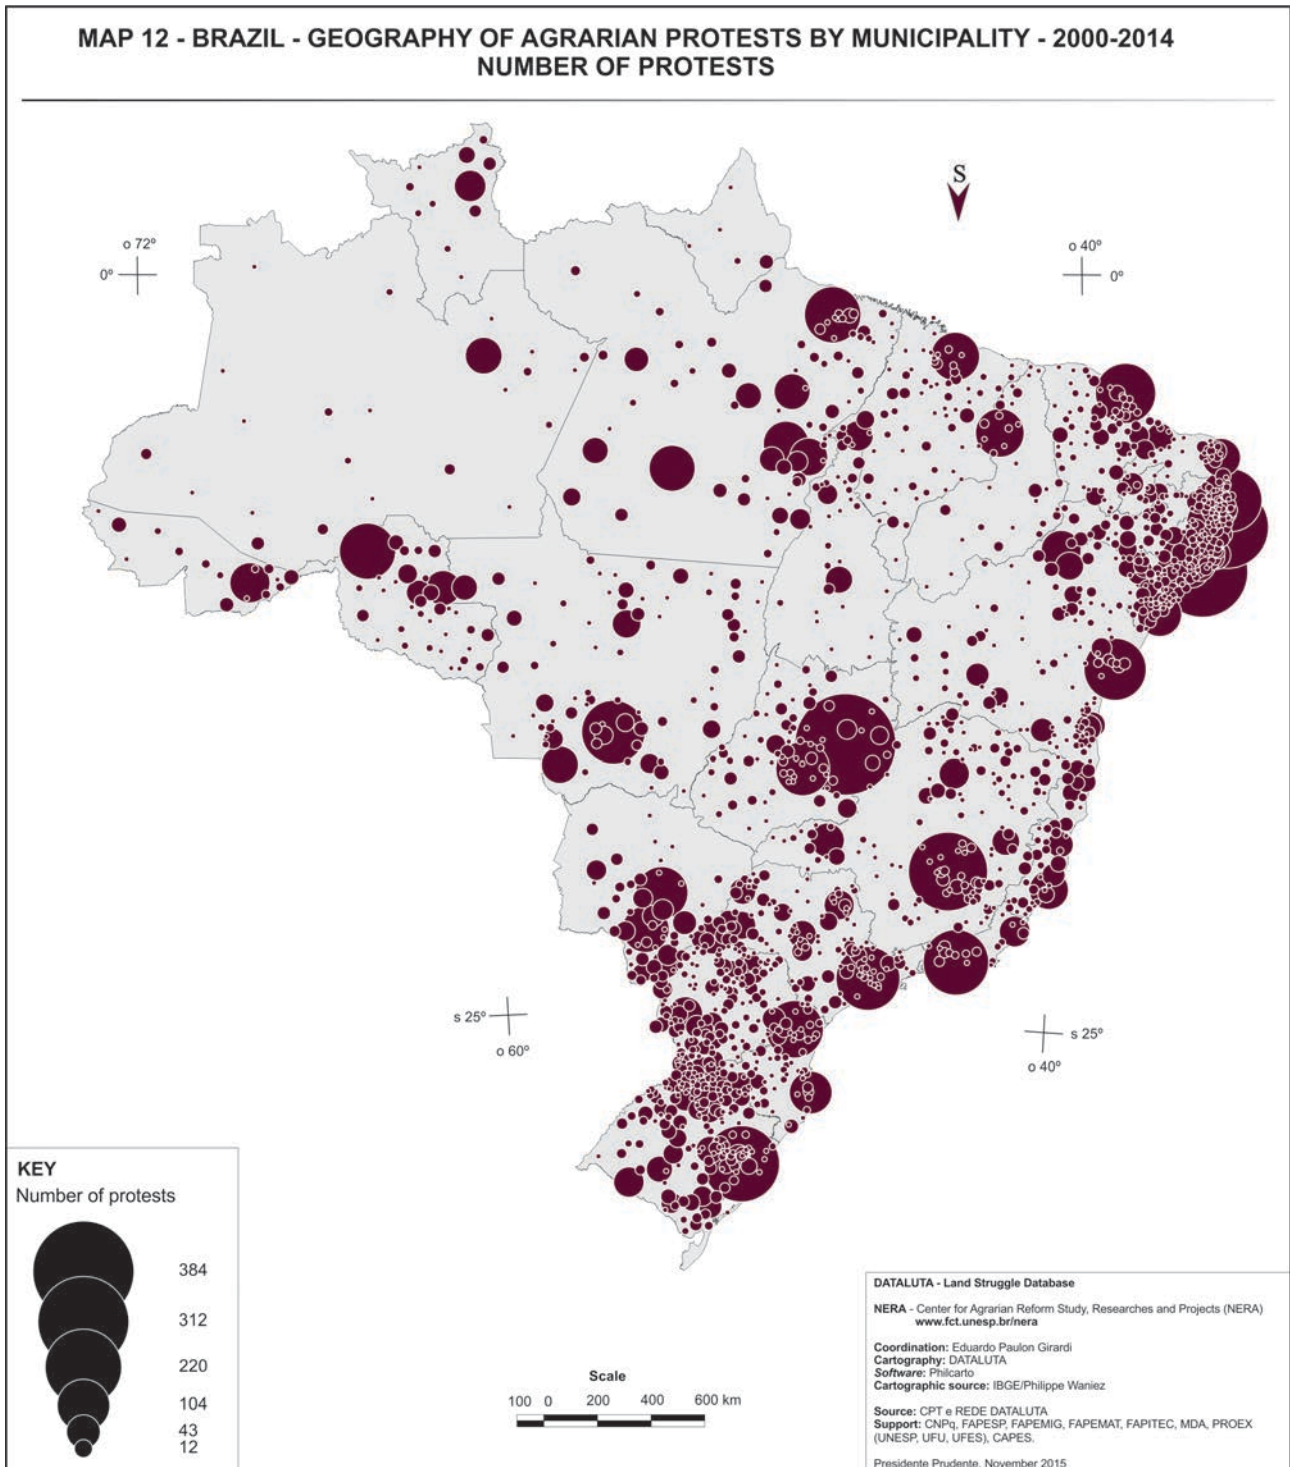 MAP 12 - BRAZIL - GEOGRAPHY OF AGRARIAN PROTESTS BY MUNICIPALITY - 2000-2014
NUMBER OF PROTESTS
S
o 72º
0º
o 40º
0º
s 25º
o 60º
s 25º
o 40º
KEY
Number of protests
384
312
220
104
43
12
Scale
100 0 200 400 600 km
DATALUTA - Land Struggle Database
NERA - Center for Agrarian Reform Study, Researches and Projects (NERA)
www.fct.unesp.br/nera
Coordination: Eduardo Paulon Girardi
Cartography: DATALUTA
Software: Philcarto
Cartographic source: IBGE/Philippe Waniez
Source: CPT e REDE DATALUTA
Support: CNPq, FAPESP, FAPEMIG, FAPEMAT, FAPITEC, MDA, PROEX
(UNESP, UFU, UFES), CAPES.
Presidente Prudente, November 2015